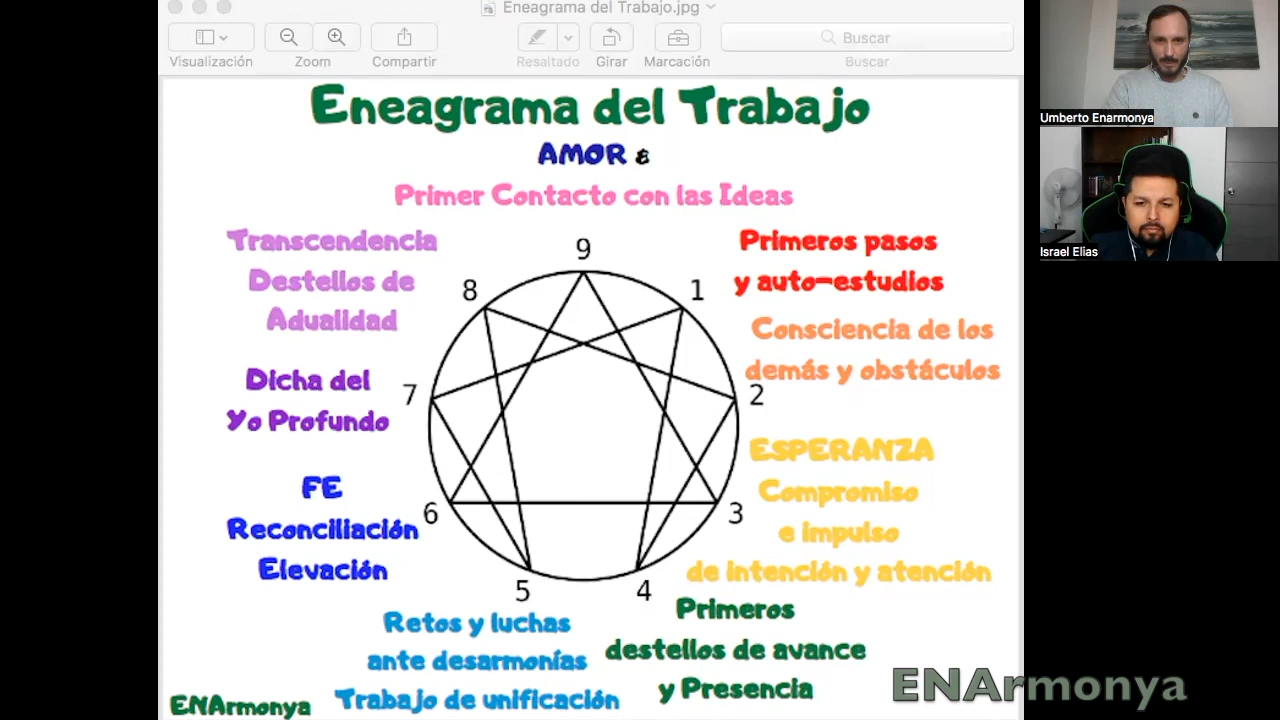 Eneagrama del Trabajo.jpg
Visualización
Zoom
Compartir
Resaltado
Girar
Marcación
Buscar
Buscar
Umberto Enarmonya
Israel Elias
Eneagrama del Trabajo
AMOR &
Primer Contacto con las Ideas
9
Transcendencia
Destellos de
Adualidad
8
1
Primeros pasos
y auto-estudios
Consciencia de los
demás y obstáculos
Dicha del
Yo Profundo
7
2
ESPERANZA
Compromiso
e impulso
de intención y atención
FE
Reconciliación
Elevación
6
3
5
4
Primeros
destellos de avance
y Presencia
Retos y luchas
ante desarmonías
Trabajo de unificación
ENArmonya
ENArmonya